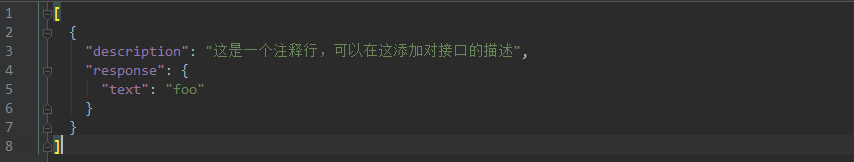 1 [
2 {
3 "description": "这是一个注释行，可以在这添加对接口的描述",
4 "response": {
5 "text": "foo"
6 }
7 }
8 ]